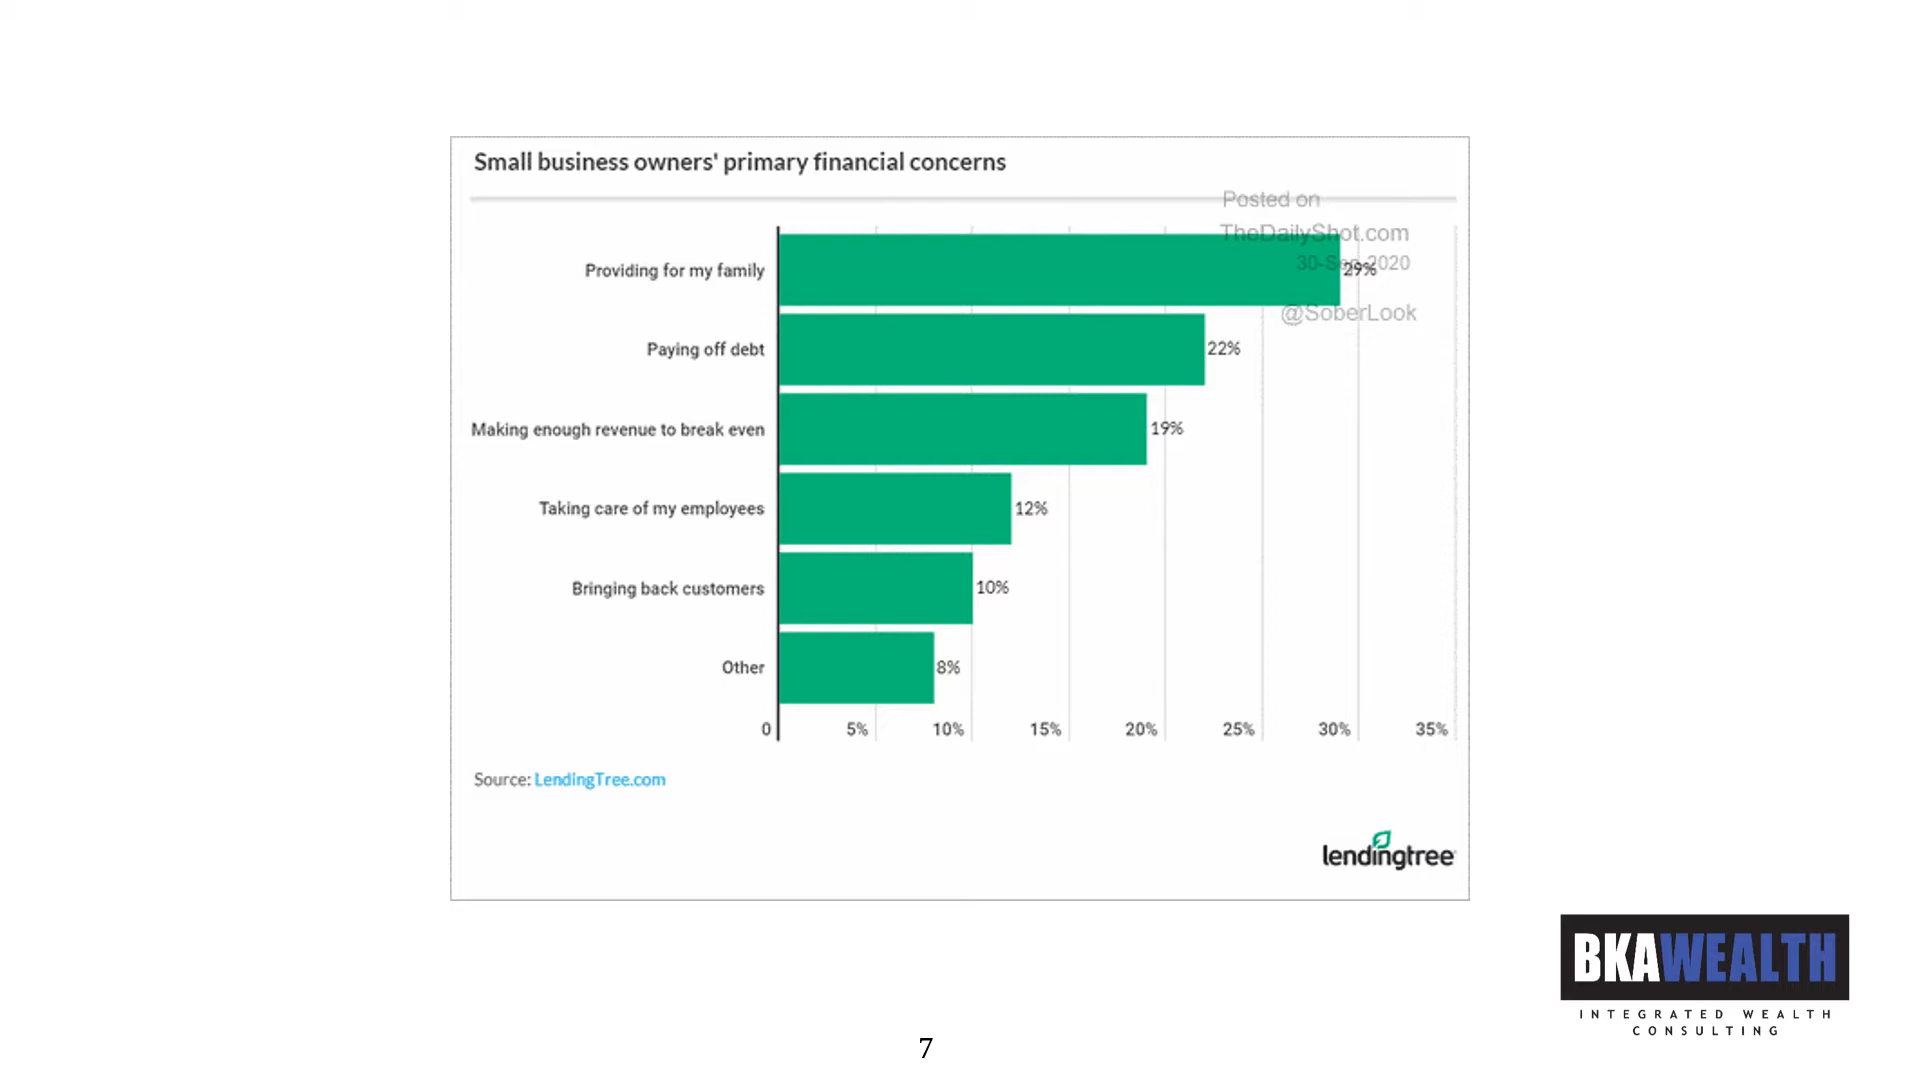 Small business owners' primary financial concerns
Posted on
TheDailyShot.com
30-Sep-2020
@SoberLook
Providing for my family
29%
Paying off debt
22%
Making enough revenue to break even
19%
Taking care of my employees
12%
Bringing back customers
10%
Other
8%
0 5% 10% 15% 20% 25% 30% 35%
Source: LendingTree.com
lendingtree
BKAWEALTH
INTEGRATED WEALTH
CONSULTING
7